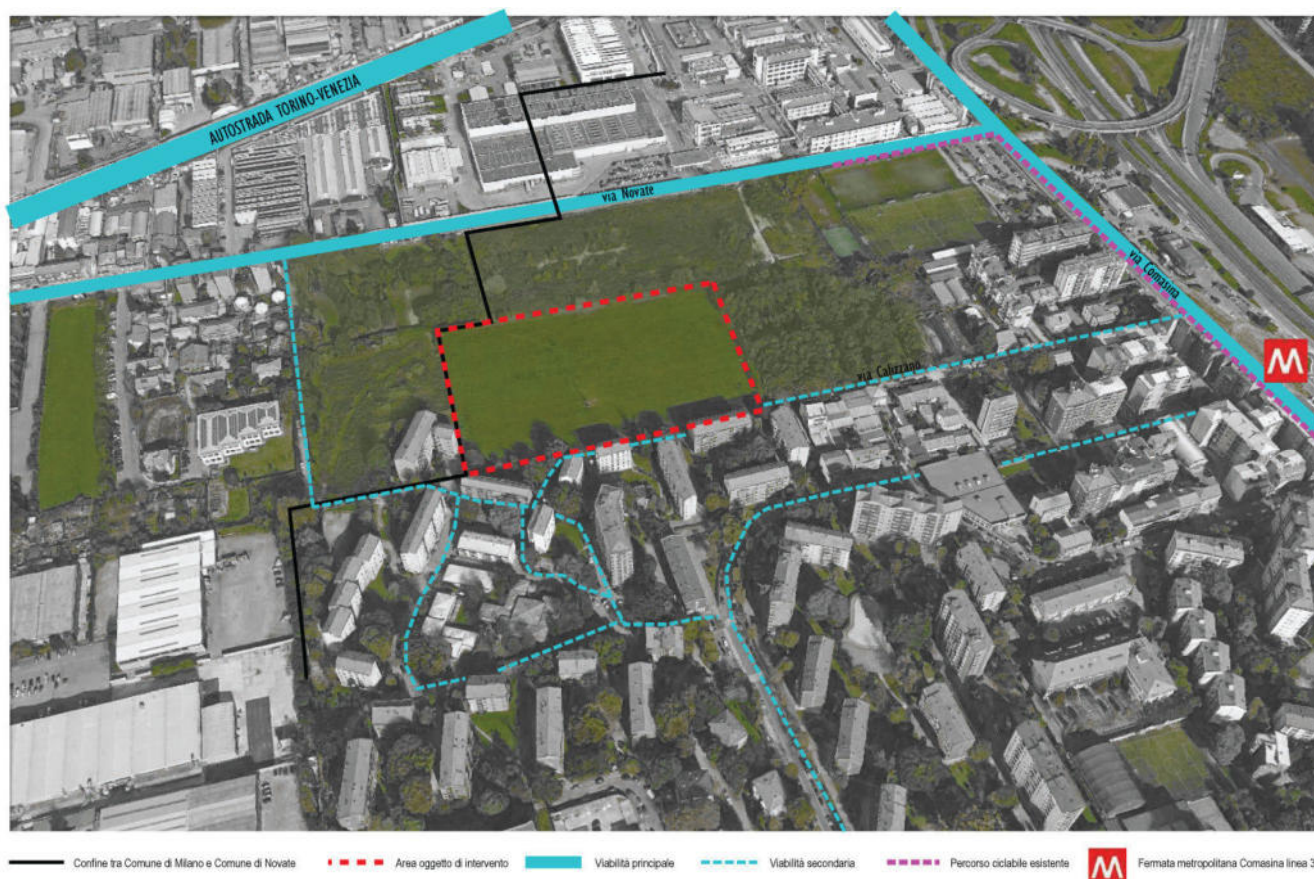 AUTOSTRADA TORINO-VENEZIA
via Novate
via Comasina
M
via Calizzano
Confine tra Comune di Milano e Comune di Novate
Area oggetto di intervento
Viabilità principale
Viabilità secondaria
Percorso ciclabile esistente
M
Fermata metropolitana Comasina linea 3